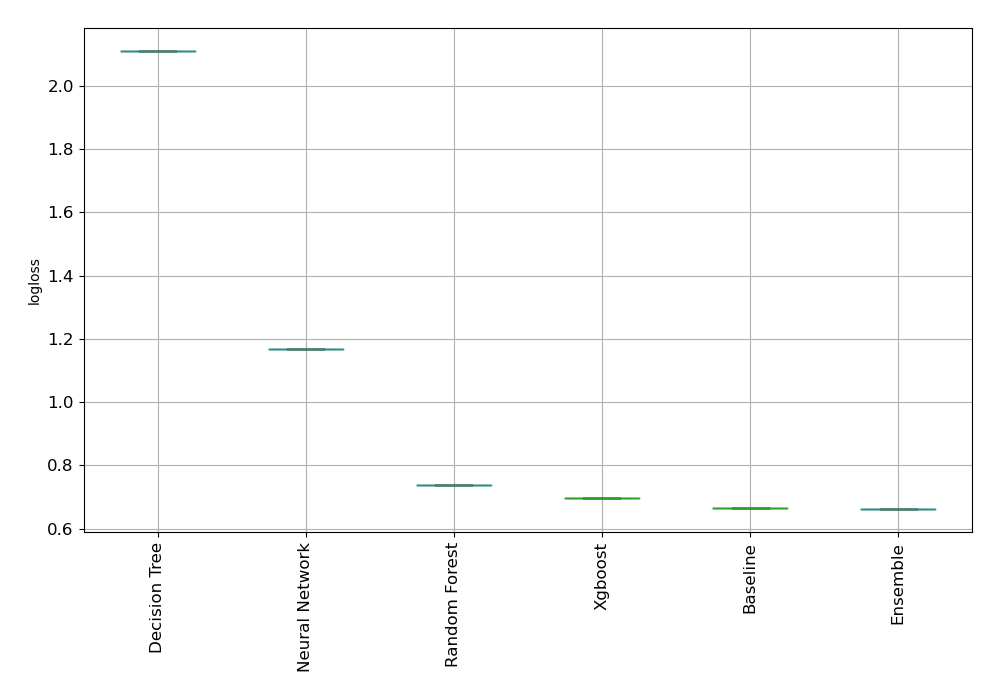 2.0
1.8
1.6
1.4
1.2
1.0
0.8
0.6
logloss
Decision Tree
Neural Network
Random Forest
Xgboost
Baseline
Ensemble